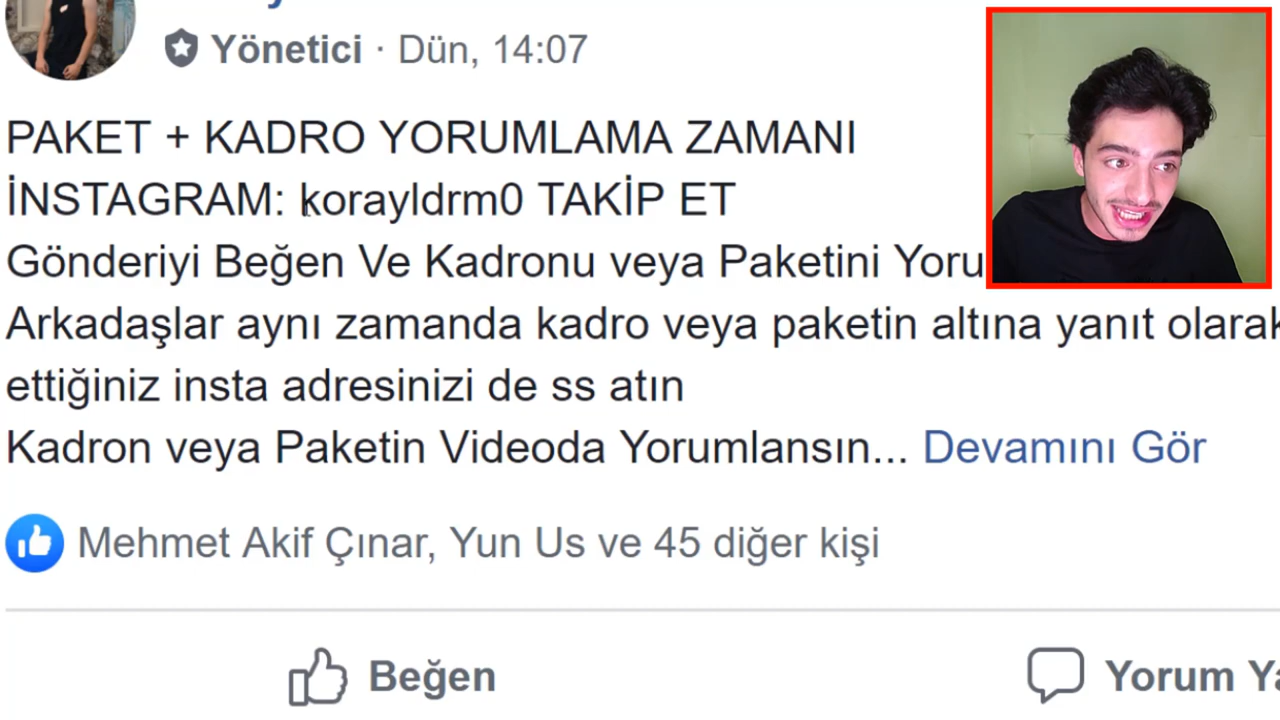 Yönetici · Dün, 14:07
PAKET + KADRO YORUMLAMA ZAMANI
İNSTAGRAM: korayldrm0 TAKİP ET
Gönderiyi Beğen Ve Kadronu veya Paketini Yoru
Arkadaşlar aynı zamanda kadro veya paketin altına yanıt olarak
ettiğiniz insta adresinizi de ss atın
Kadron veya Paketin Videoda Yorumlansın... Devamını Gör
Mehmet Akif Çınar, Yun Us ve 45 diğer kişi
Beğen
Yorum Ya